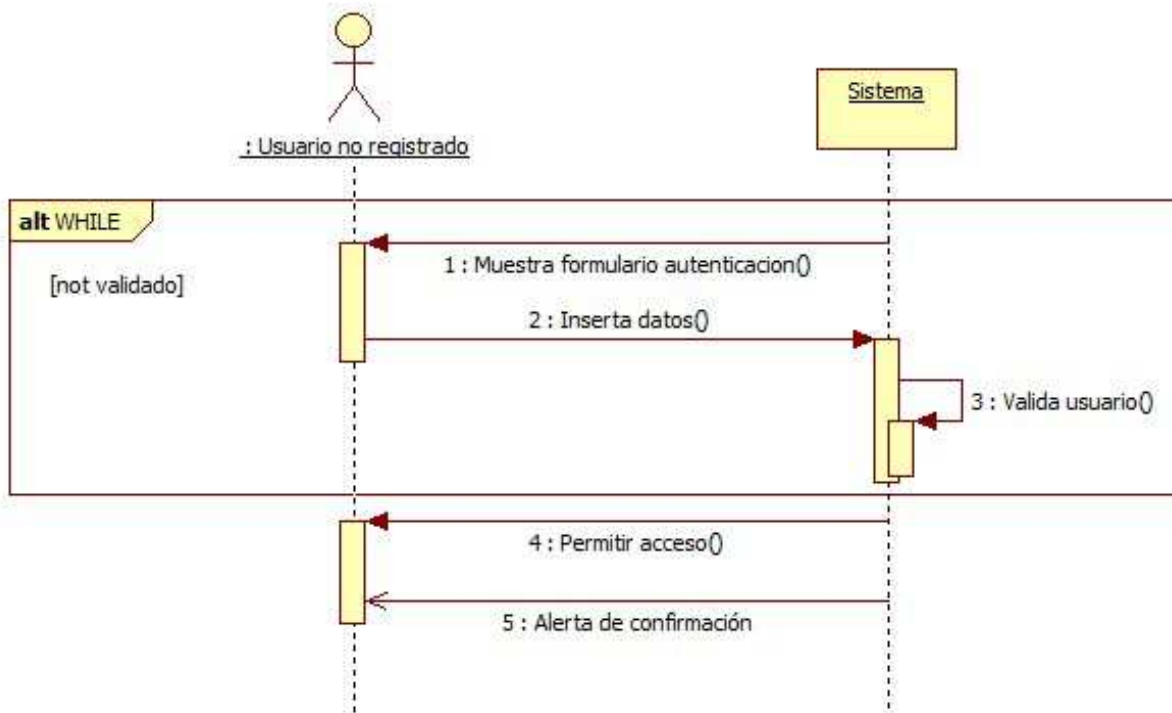 Sistema
: Usuario no registrado
alt WHILE
[not validado]
1 : Muestra formulario autenticacion()
2 : Inserta datos()
3 : Valida usuario()
4 : Permitir acceso()
5 : Alerta de confirmación